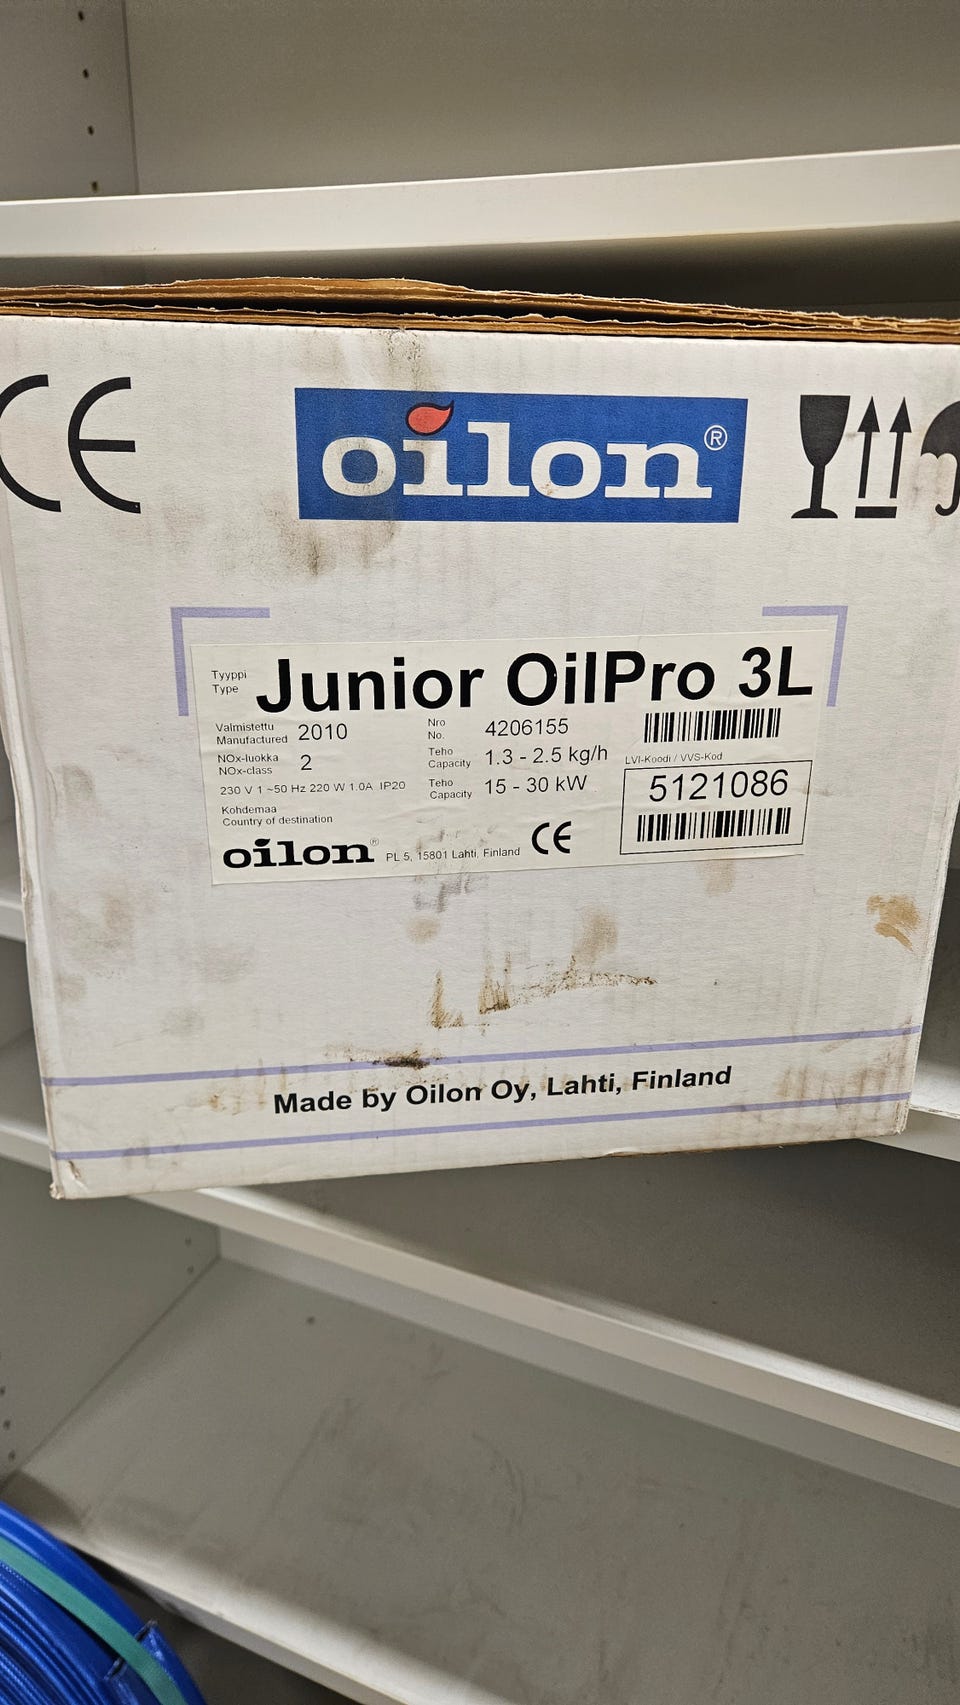 CE
oilon®
Tyyppi
Type
Junior OilPro 3L
Valmistettu
Manufactured 2010
Nro
No. 4206155
NOx-luokka
NOx-class 2
Teho
Capacity 1.3 - 2.5 kg/h
LVI-Koodi / VVS-Kod
230 V 1 ~50 Hz 220 W 1.0A IP20
Teho
Capacity 15 - 30 kW
5121086
Kohdemaa
Country of destination
oilon® PL 5, 15801 Lahti, Finland CE
Made by Oilon Oy, Lahti, Finland